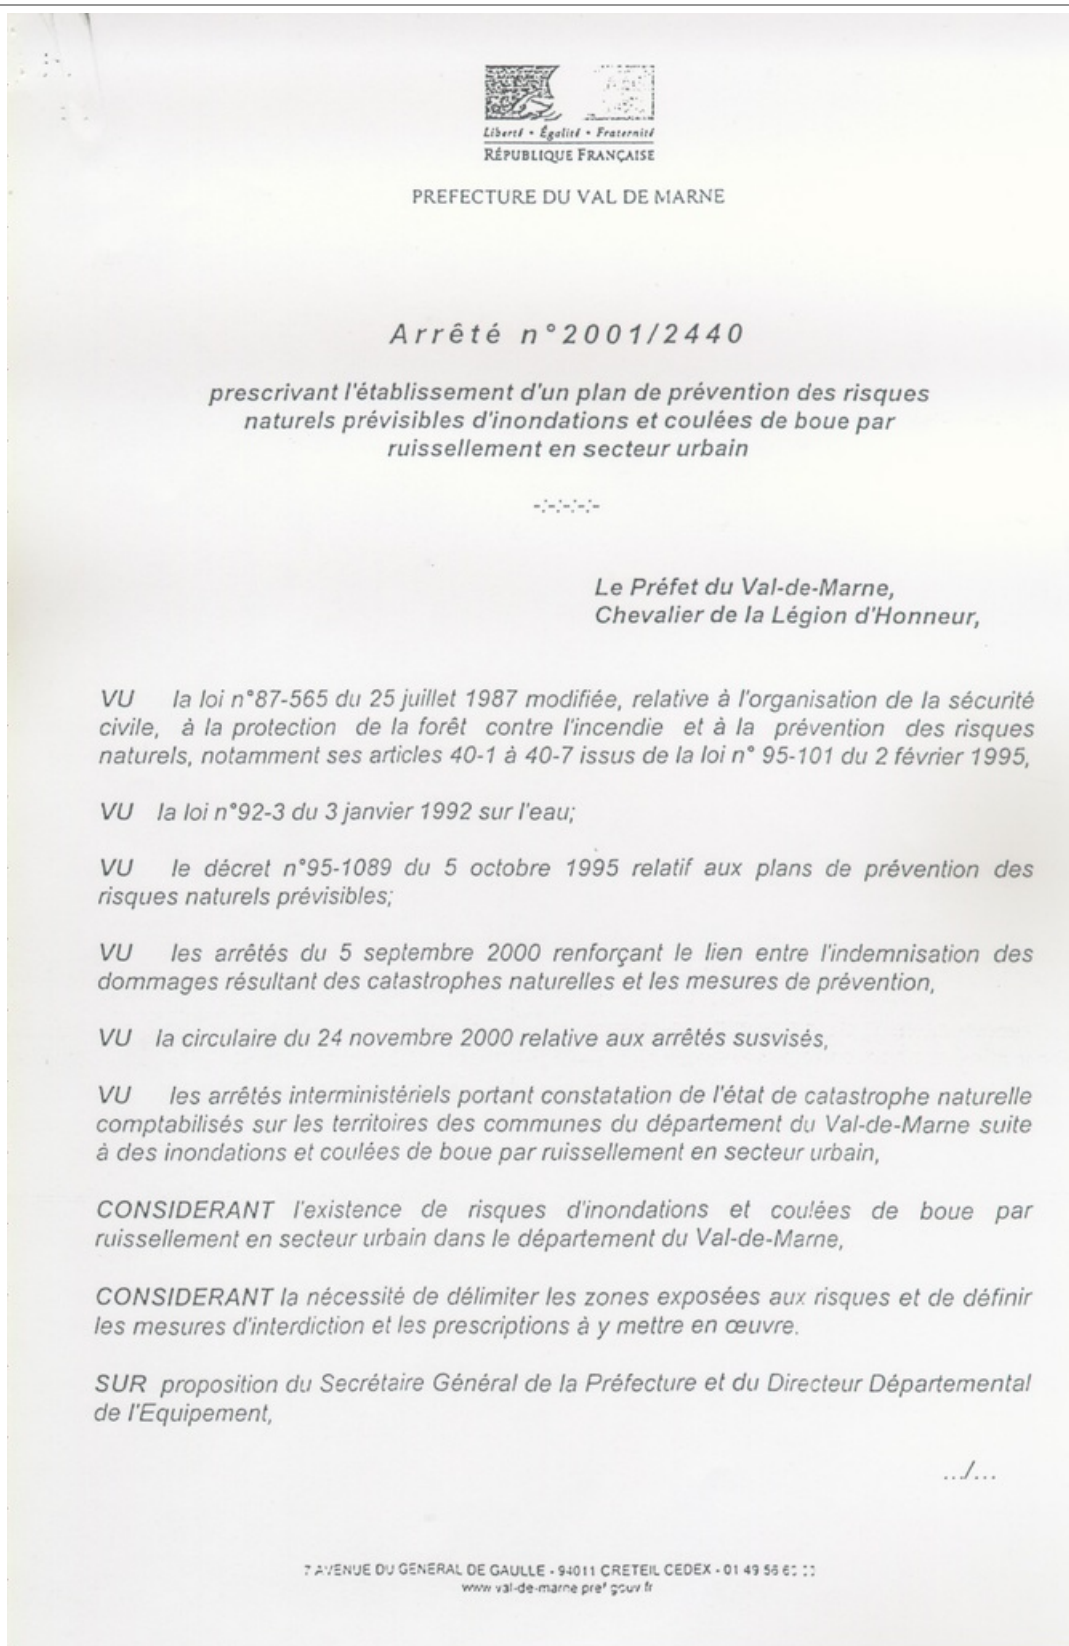 Liberté • Égalité • Fraternité
RÉPUBLIQUE FRANÇAISE
PREFECTURE DU VAL DE MARNE
Arrêté n°2001/2440
prescrivant l'établissement d'un plan de prévention des risques
naturels prévisibles d'inondations et coulées de boue par
ruissellement en secteur urbain
-:-:-:-:-
Le Préfet du Val-de-Marne,
Chevalier de la Légion d'Honneur,
VU la loi n°87-565 du 25 juillet 1987 modifiée, relative à l'organisation de la sécurité
civile, à la protection de la forêt contre l'incendie et à la prévention des risques
naturels, notamment ses articles 40-1 à 40-7 issus de la loi n° 95-101 du 2 février 1995,
VU la loi n°92-3 du 3 janvier 1992 sur l'eau;
VU le décret n°95-1089 du 5 octobre 1995 relatif aux plans de prévention des
risques naturels prévisibles;
VU les arrêtés du 5 septembre 2000 renforçant le lien entre l'indemnisation des
dommages résultant des catastrophes naturelles et les mesures de prévention,
VU la circulaire du 24 novembre 2000 relative aux arrêtés susvisés,
VU les arrêtés interministériels portant constatation de l'état de catastrophe naturelle
comptabilisés sur les territoires des communes du département du Val-de-Marne suite
à des inondations et coulées de boue par ruissellement en secteur urbain,
CONSIDERANT l'existence de risques d'inondations et coulées de boue par
ruissellement en secteur urbain dans le département du Val-de-Marne,
CONSIDERANT la nécessité de délimiter les zones exposées aux risques et de définir
les mesures d'interdiction et les prescriptions à y mettre en œuvre.
SUR proposition du Secrétaire Général de la Préfecture et du Directeur Départemental
de l'Equipement,
.../...
7 AVENUE DU GENERAL DE GAULLE - 94011 CRETEIL CEDEX - 01 49 56
www val-de-marne pref gouv fr